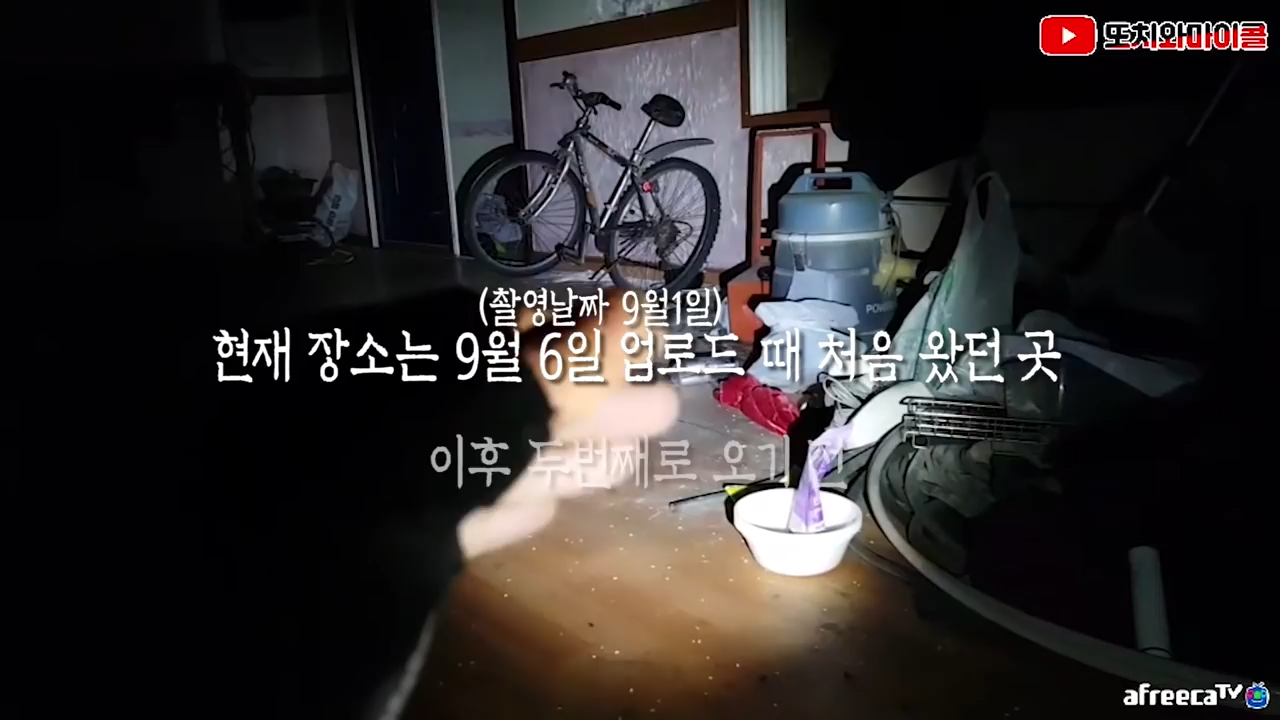 또치와마이콜
(촬영날짜 9월1일)
현재 장소는 9월 6일 업로드 때 처음 왔던 곳
이후 두번째로 오기 전
POWER
afreecaTV